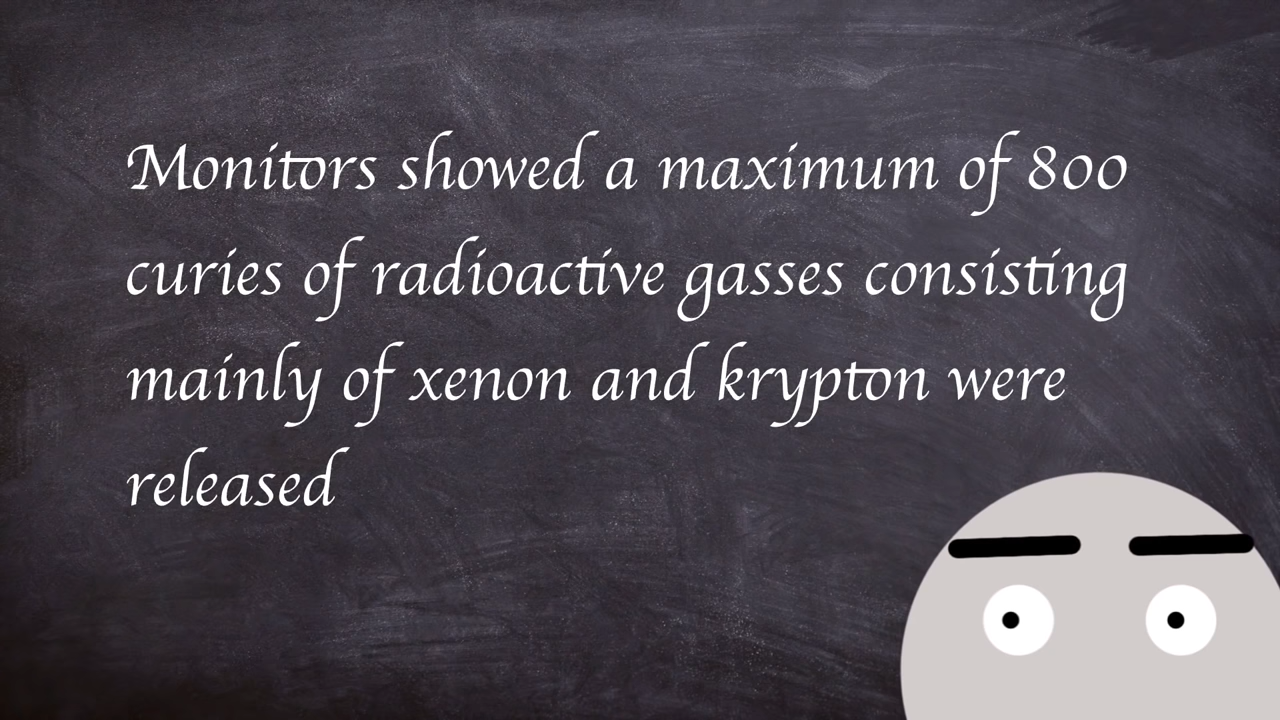 Monitors showed a maximum of 800
curies of radioactive gasses consisting
mainly of xenon and krypton were
released